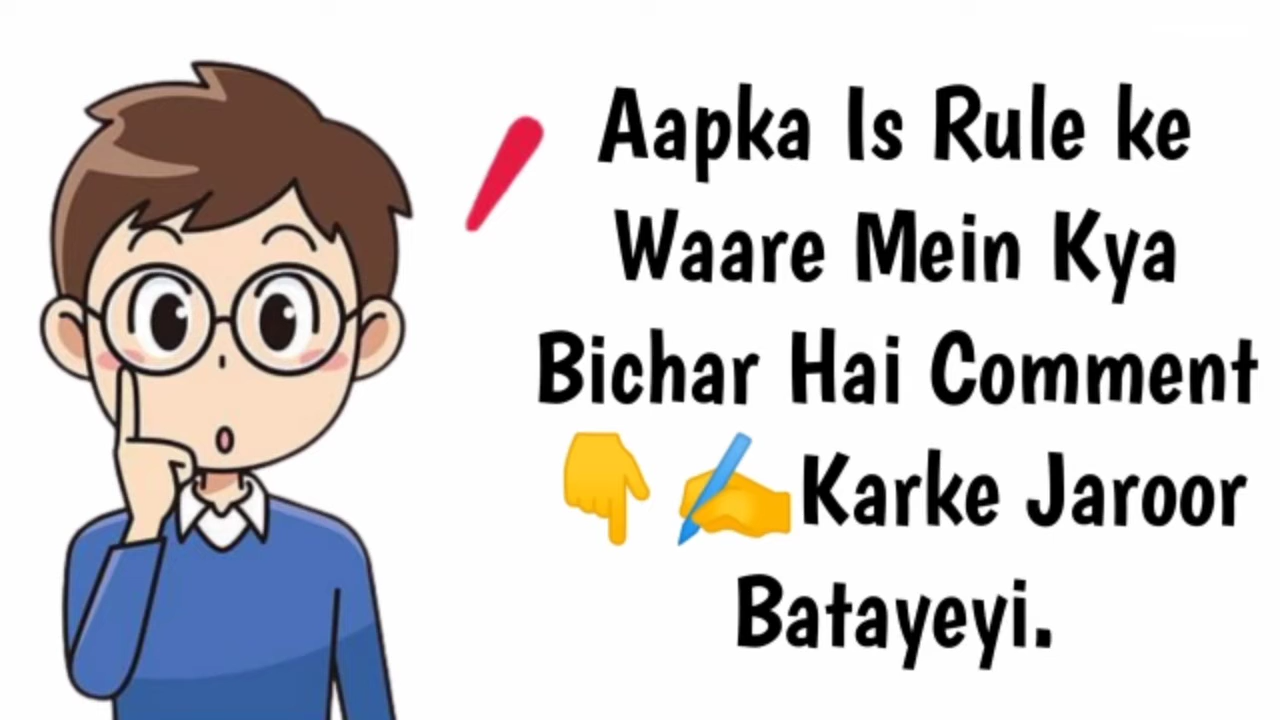 Aapka Is Rule ke
Waare Mein Kya
Bichar Hai Comment
👇✍️Karke Jaroor
Batayeyi.